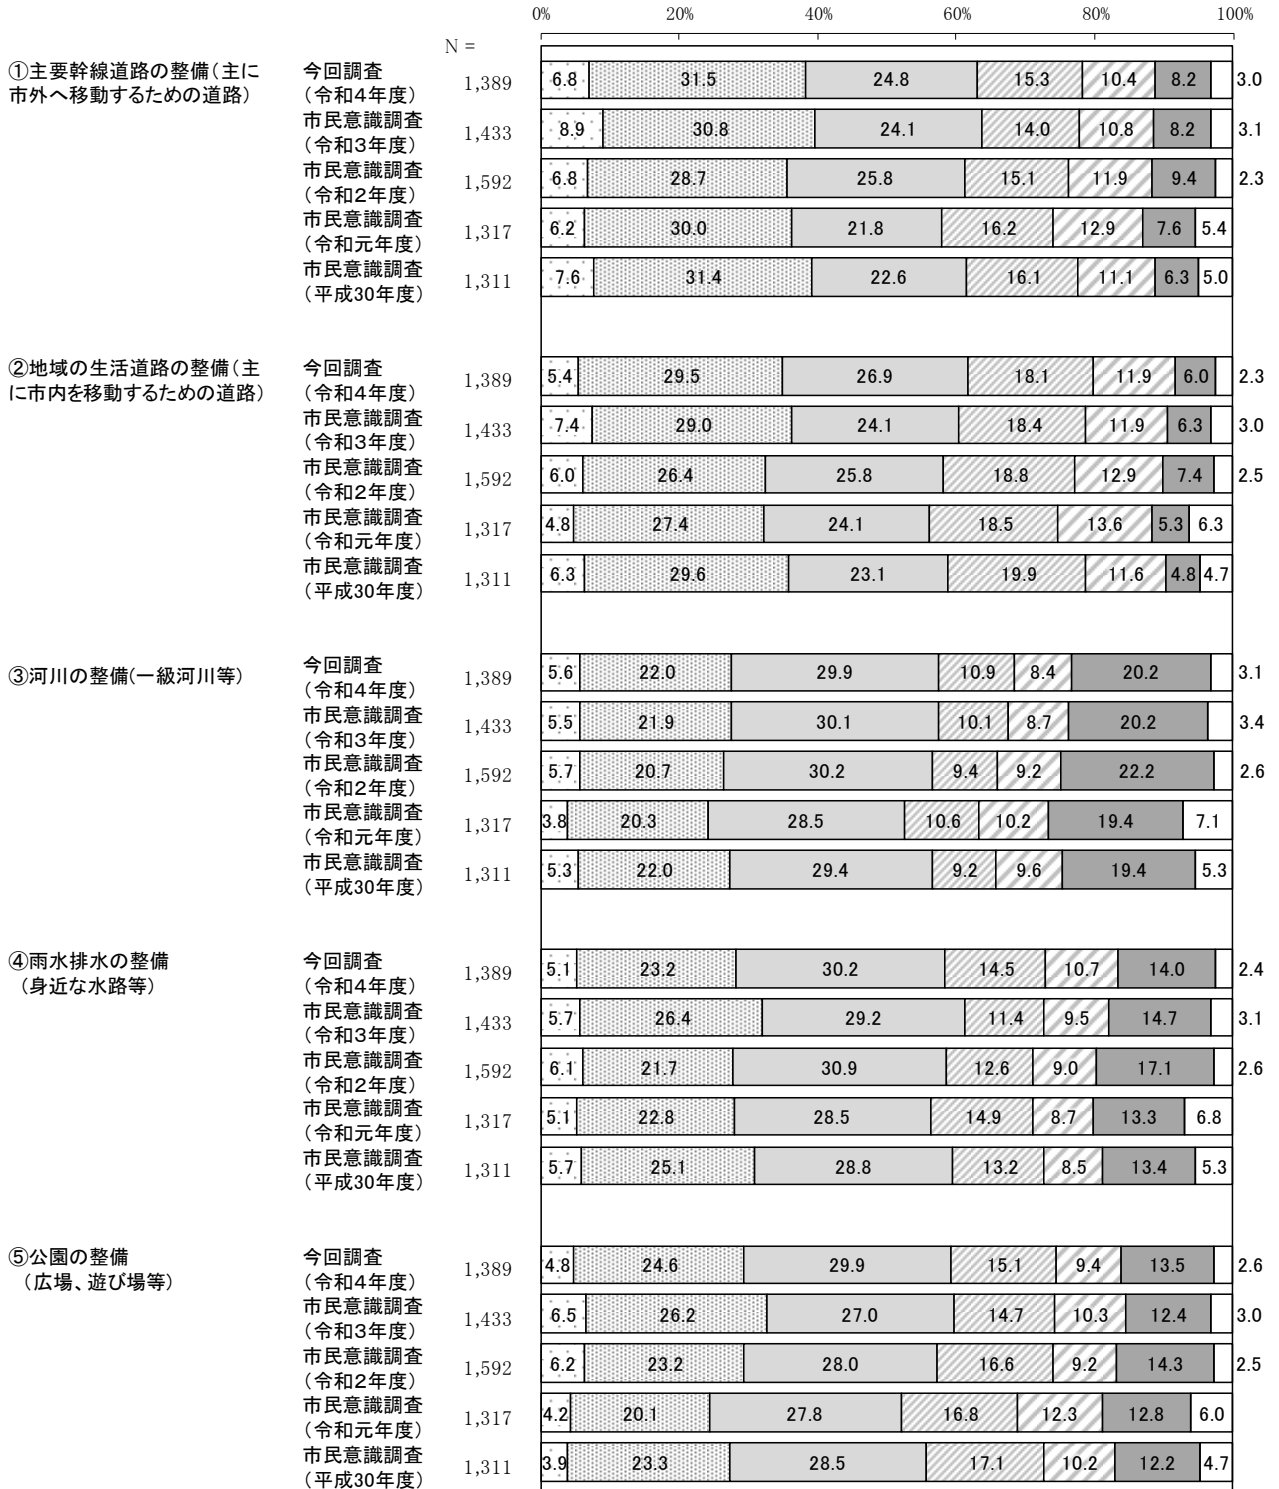 0% 20% 40% 60% 80% 100%
N =
①主要幹線道路の整備(主に 今回調査
市外へ移動するための道路) (令和4年度) 1,389 6.8 31.5 24.8 15.3 10.4 8.2 3.0
市民意識調査
(令和3年度) 1,433 8.9 30.8 24.1 14.0 10.8 8.2 3.1
市民意識調査
(令和2年度) 1,592 6.8 28.7 25.8 15.1 11.9 9.4 2.3
市民意識調査
(令和元年度) 1,317 6.2 30.0 21.8 16.2 12.9 7.6 5.4
市民意識調査
(平成30年度) 1,311 7.6 31.4 22.6 16.1 11.1 6.3 5.0
②地域の生活道路の整備(主 今回調査
に市内を移動するための道路) (令和4年度) 1,389 5.4 29.5 26.9 18.1 11.9 6.0 2.3
市民意識調査
(令和3年度) 1,433 7.4 29.0 24.1 18.4 11.9 6.3 3.0
市民意識調査
(令和2年度) 1,592 6.0 26.4 25.8 18.8 12.9 7.4 2.5
市民意識調査
(令和元年度) 1,317 4.8 27.4 24.1 18.5 13.6 5.3 6.3
市民意識調査
(平成30年度) 1,311 6.3 29.6 23.1 19.9 11.6 4.8 4.7
③河川の整備(一級河川等) 今回調査
(令和4年度) 1,389 5.6 22.0 29.9 10.9 8.4 20.2 3.1
市民意識調査
(令和3年度) 1,433 5.5 21.9 30.1 10.1 8.7 20.2 3.4
市民意識調査
(令和2年度) 1,592 5.7 20.7 30.2 9.4 9.2 22.2 2.6
市民意識調査
(令和元年度) 1,317 3.8 20.3 28.5 10.6 10.2 19.4 7.1
市民意識調査
(平成30年度) 1,311 5.3 22.0 29.4 9.2 9.6 19.4 5.3
④雨水排水の整備 今回調査
(身近な水路等) (令和4年度) 1,389 5.1 23.2 30.2 14.5 10.7 14.0 2.4
市民意識調査
(令和3年度) 1,433 5.7 26.4 29.2 11.4 9.5 14.7 3.1
市民意識調査
(令和2年度) 1,592 6.1 21.7 30.9 12.6 9.0 17.1 2.6
市民意識調査
(令和元年度) 1,317 5.1 22.8 28.5 14.9 8.7 13.3 6.8
市民意識調査
(平成30年度) 1,311 5.7 25.1 28.8 13.2 8.5 13.4 5.3
⑤公園の整備 今回調査
(広場、遊び場等) (令和4年度) 1,389 4.8 24.6 29.9 15.1 9.4 13.5 2.6
市民意識調査
(令和3年度) 1,433 6.5 26.2 27.0 14.7 10.3 12.4 3.0
市民意識調査
(令和2年度) 1,592 6.2 23.2 28.0 16.6 9.2 14.3 2.5
市民意識調査
(令和元年度) 1,317 4.2 20.1 27.8 16.8 12.3 12.8 6.0
市民意識調査
(平成30年度) 1,311 3.9 23.3 28.5 17.1 10.2 12.2 4.7